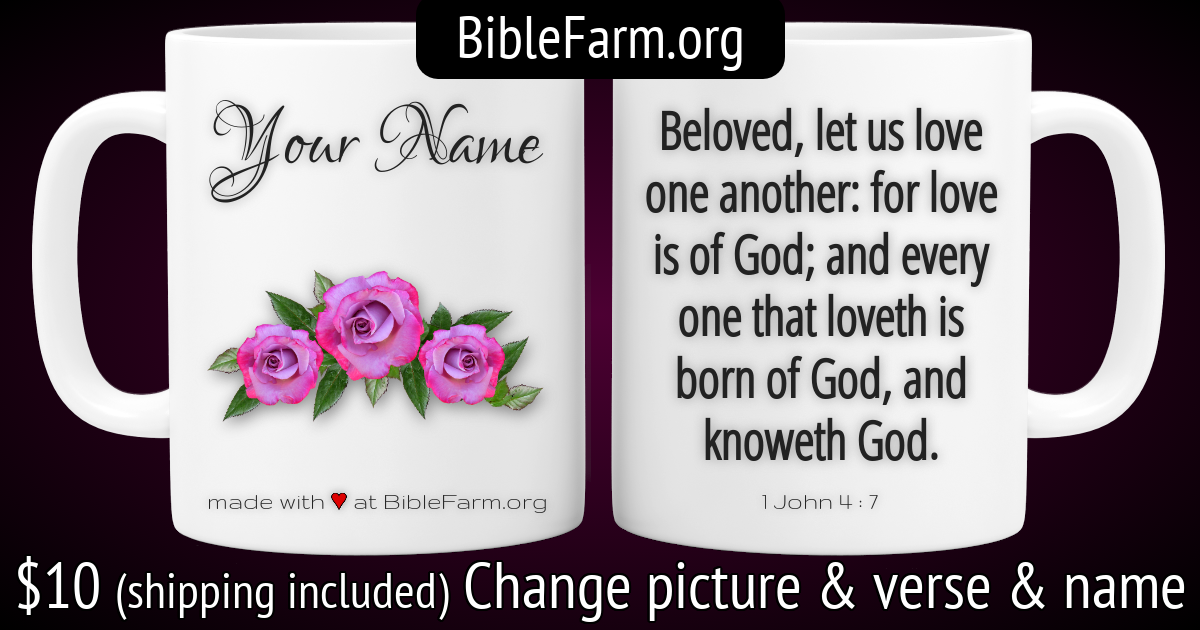 BibleFarm.org
Your Name
made with ♥ at BibleFarm.org
Beloved, let us love
one another: for love
is of God; and every
one that loveth is
born of God, and
knoweth God.
1 John 4 : 7
$10 (shipping included) Change picture & verse & name